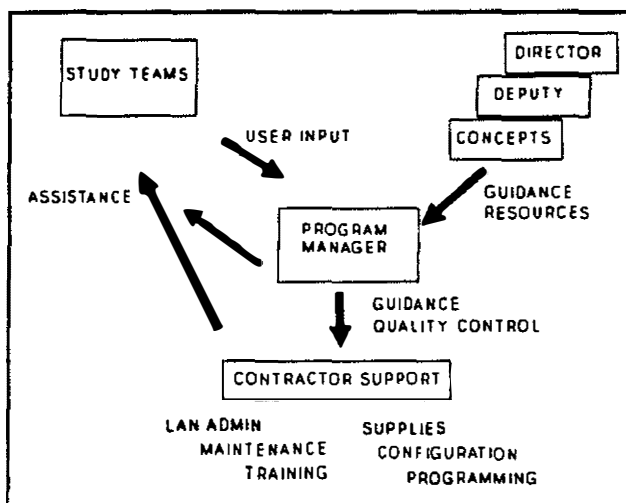 DIRECTOR
DEPUTY
CONCEPTS
STUDY TEAMS
USER INPUT
ASSISTANCE
GUIDANCE
RESOURCES
PROGRAM
MANAGER
GUIDANCE
QUALITY CONTROL
CONTRACTOR SUPPORT
LAN ADMIN
MAINTENANCE
TRAINING
SUPPLIES
CONFIGURATION
PROGRAMMING